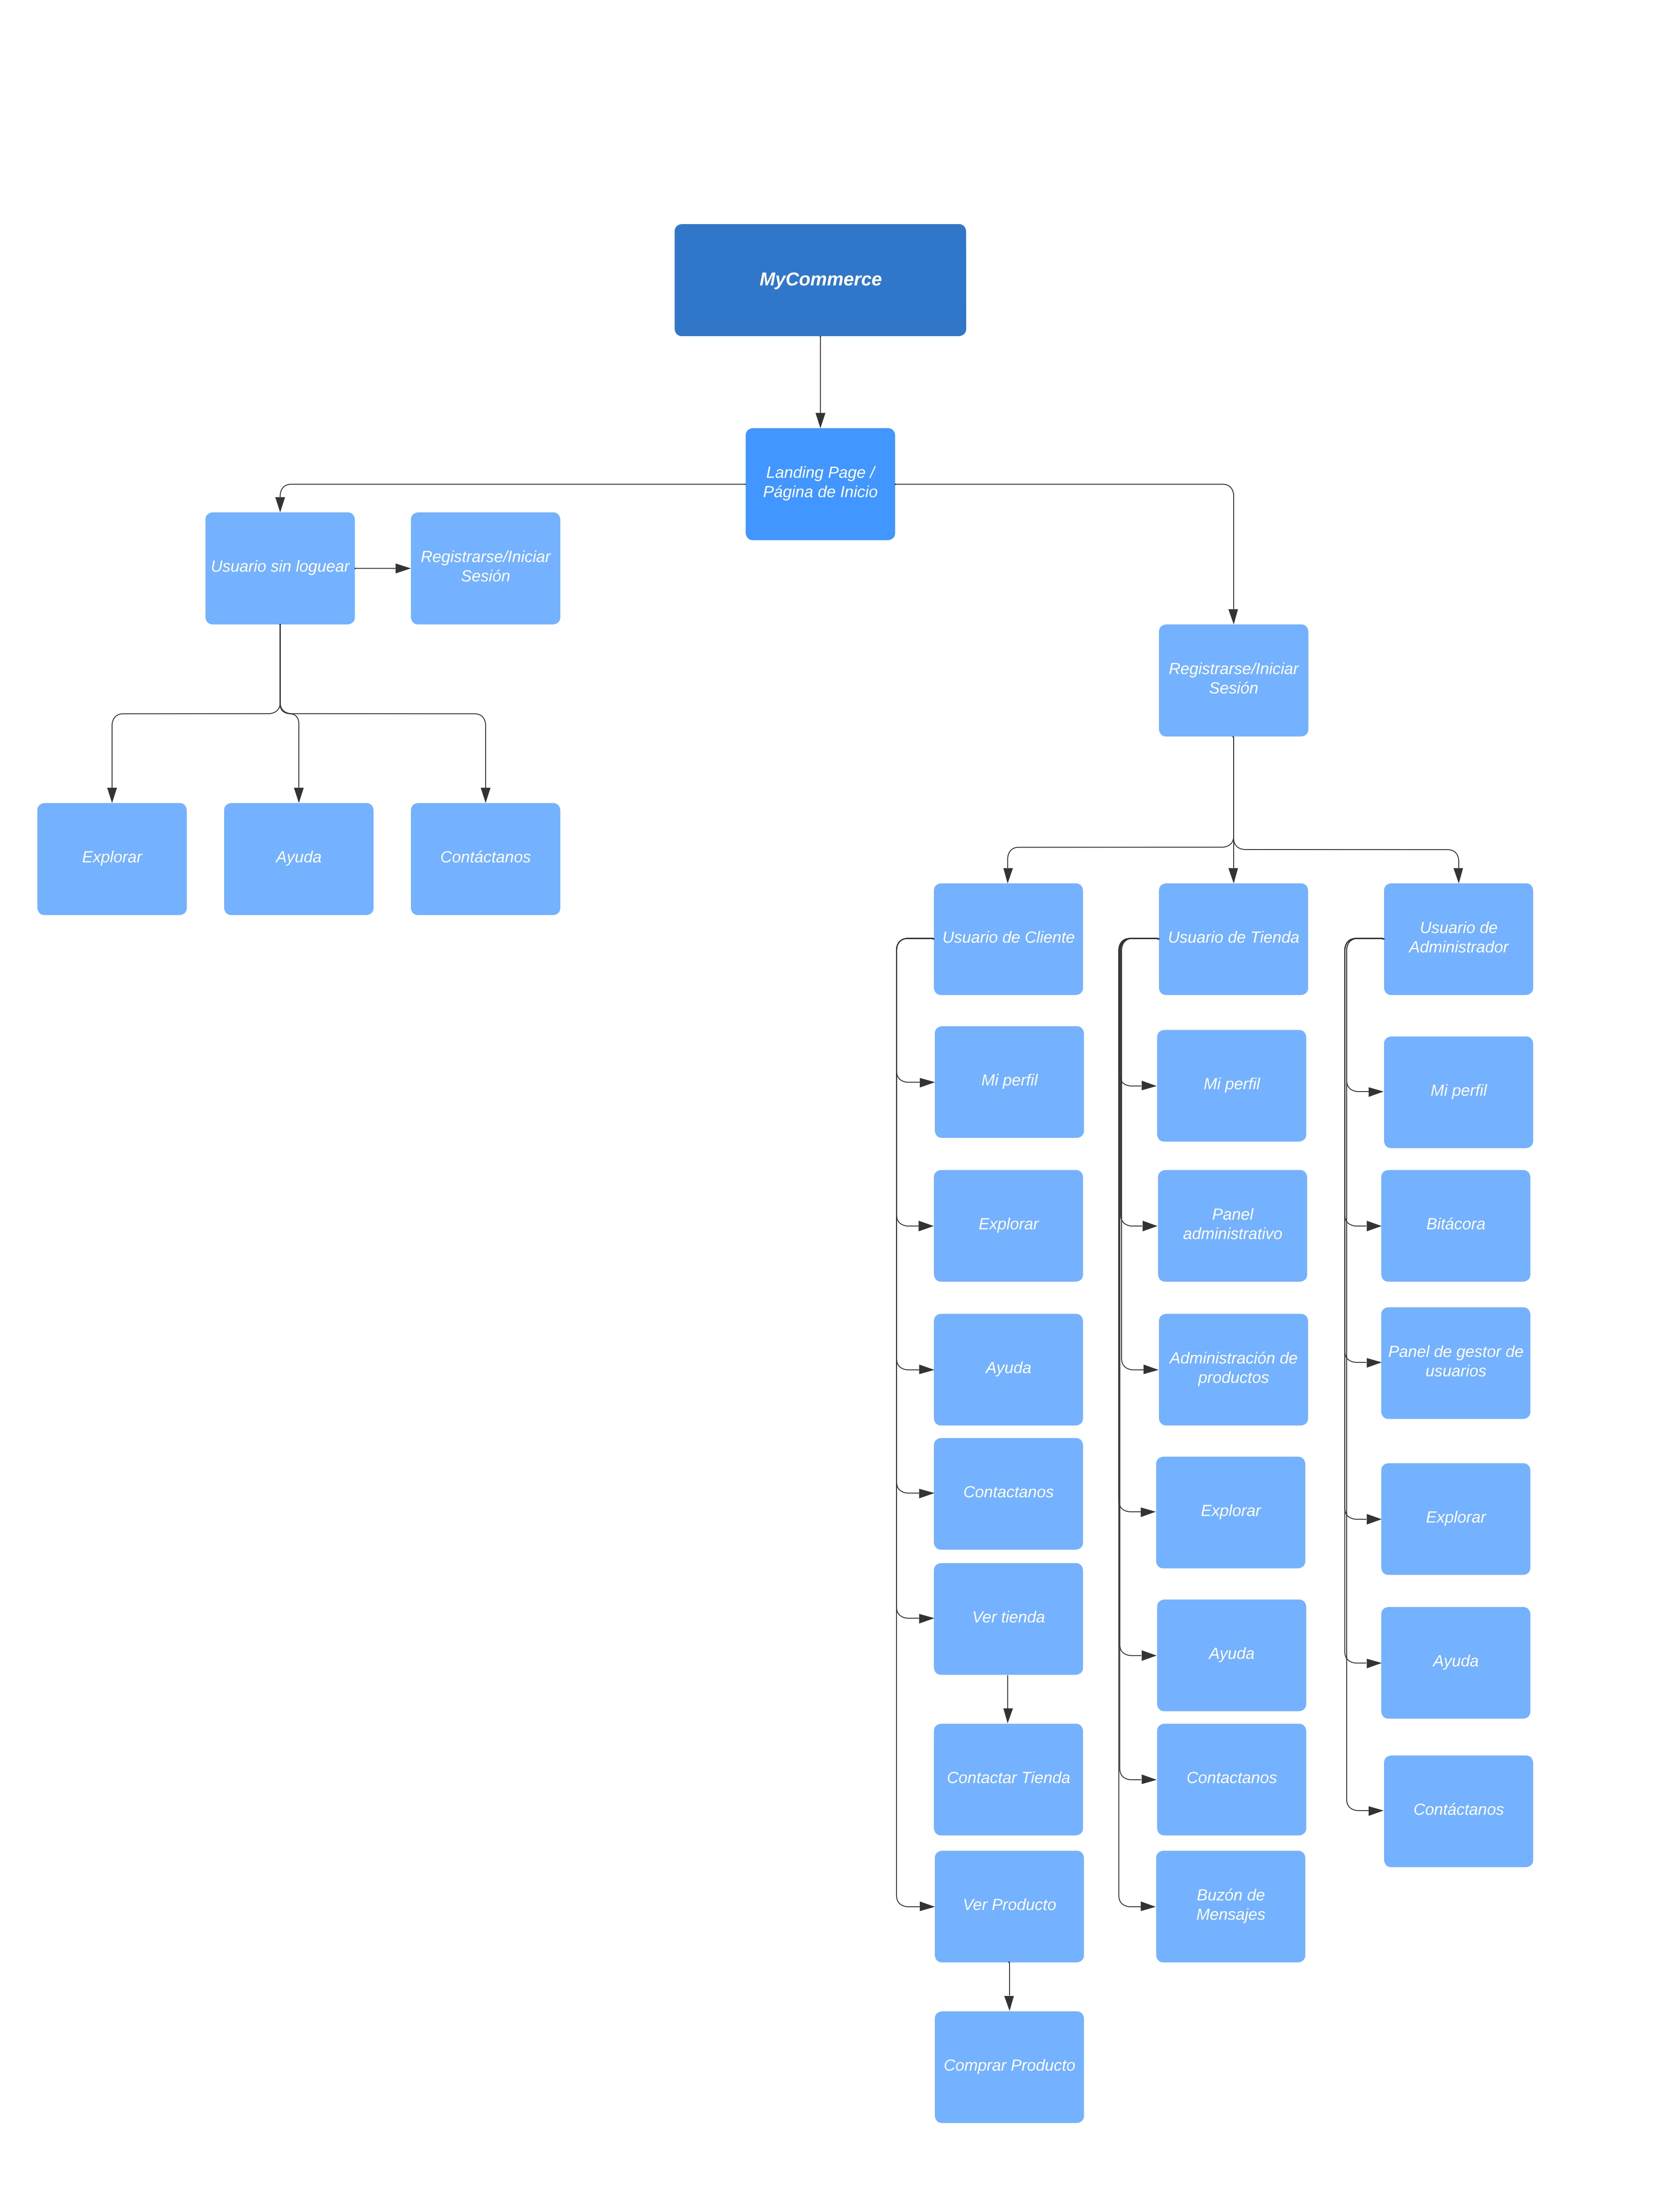 MyCommerce
Landing Page /
Página de Inicio
Usuario sin loguear
Registrarse/Iniciar
Sesión
Registrarse/Iniciar
Sesión
Explorar
Ayuda
Contáctanos
Usuario de Cliente
Usuario de Tienda
Usuario de
Administrador
Mi perfil
Mi perfil
Mi perfil
Explorar
Panel
administrativo
Bitácora
Ayuda
Administración de
productos
Panel de gestor de
usuarios
Contactanos
Explorar
Explorar
Ver tienda
Ayuda
Ayuda
Contactar Tienda
Contactanos
Contáctanos
Ver Producto
Buzón de
Mensajes
Comprar Producto